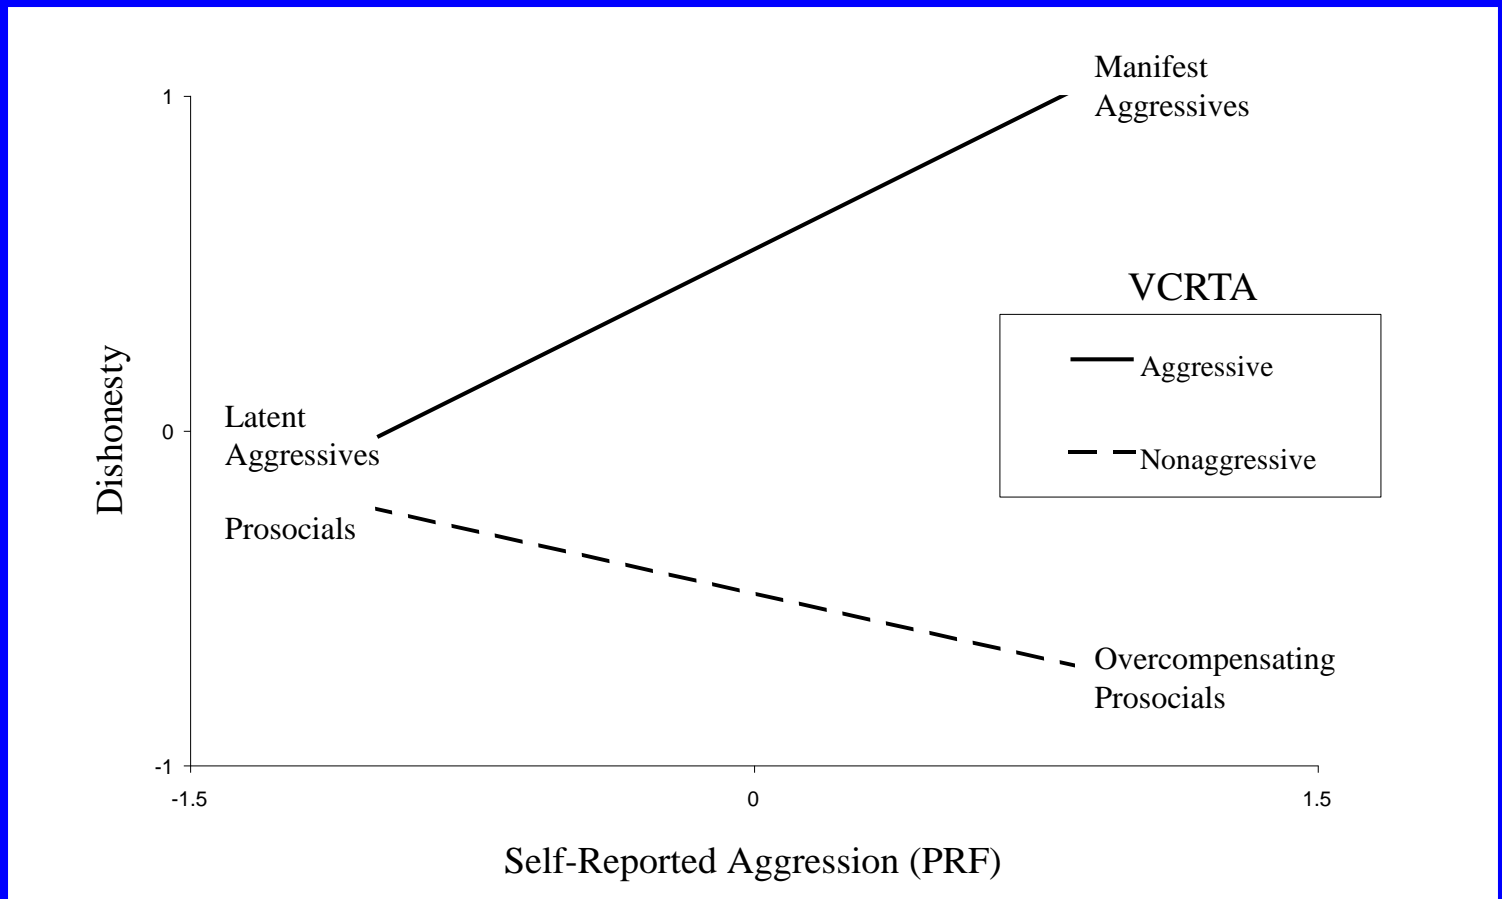 Manifest
Aggressives
1
VCRTA
Aggressive
Dishonesty
Latent
Aggressives
0
Nonaggressive
Prosocials
Overcompensating
Prosocials
-1
-1.5
0
1.5
Self-Reported Aggression (PRF)